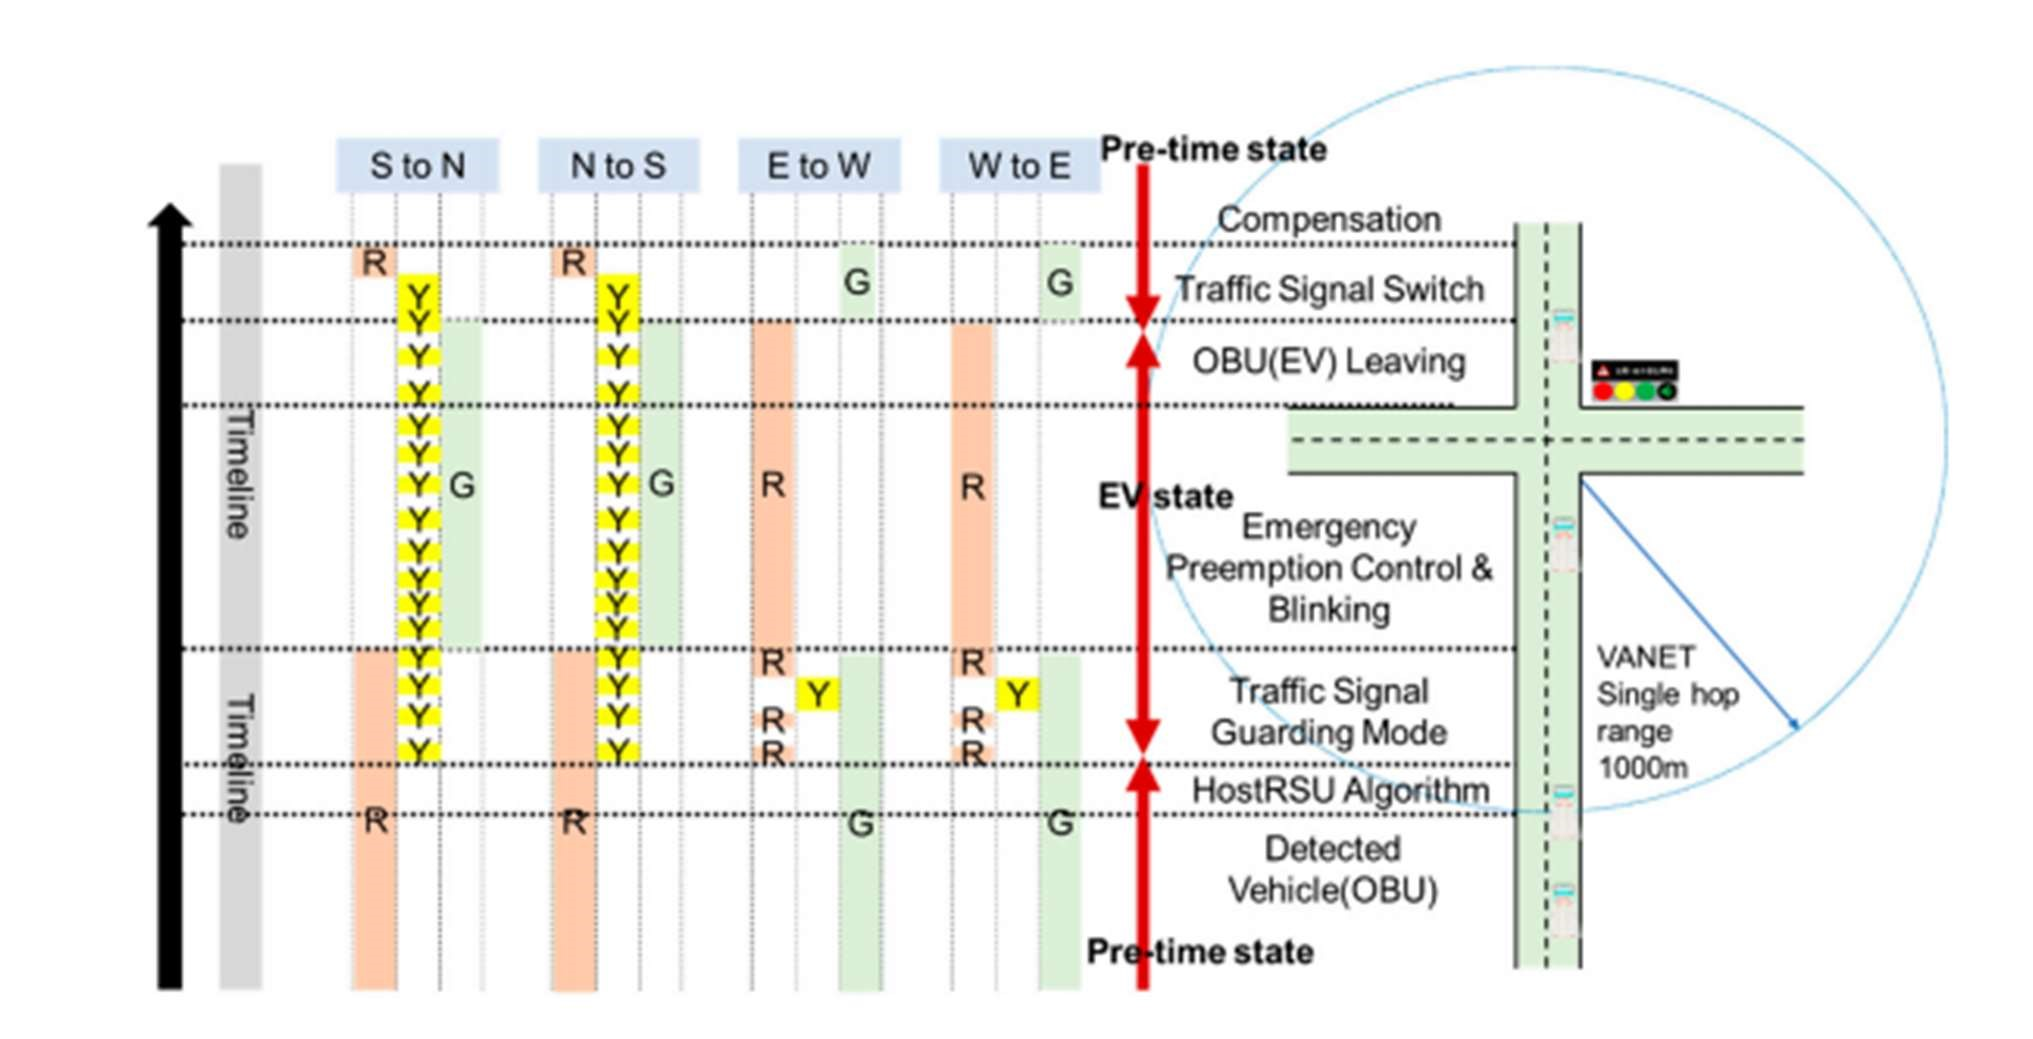 S to N
N to S
E to W
W to E
Pre-time state
Compensation
R
R
G
G
Traffic Signal Switch
Y
Y
Y
Y
OBU(EV) Leaving
Y
Y
Y
Y
Timeline
Y
Y
Y
Y
Y
G
Y
G
R
R
EV state
Y
Y
Emergency
Preemption Control &
Blinking
Y
Y
Y
Y
Y
Y
Y
Y
Y
Y
R
R
VANET
Single hop
range
1000m
Timeline
Y
Y
Y
Y
Traffic Signal
Guarding Mode
Y
Y
R
R
Y
Y
R
R
HostRSU Algorithm
R
R
G
G
Detected
Vehicle(OBU)
Pre-time state